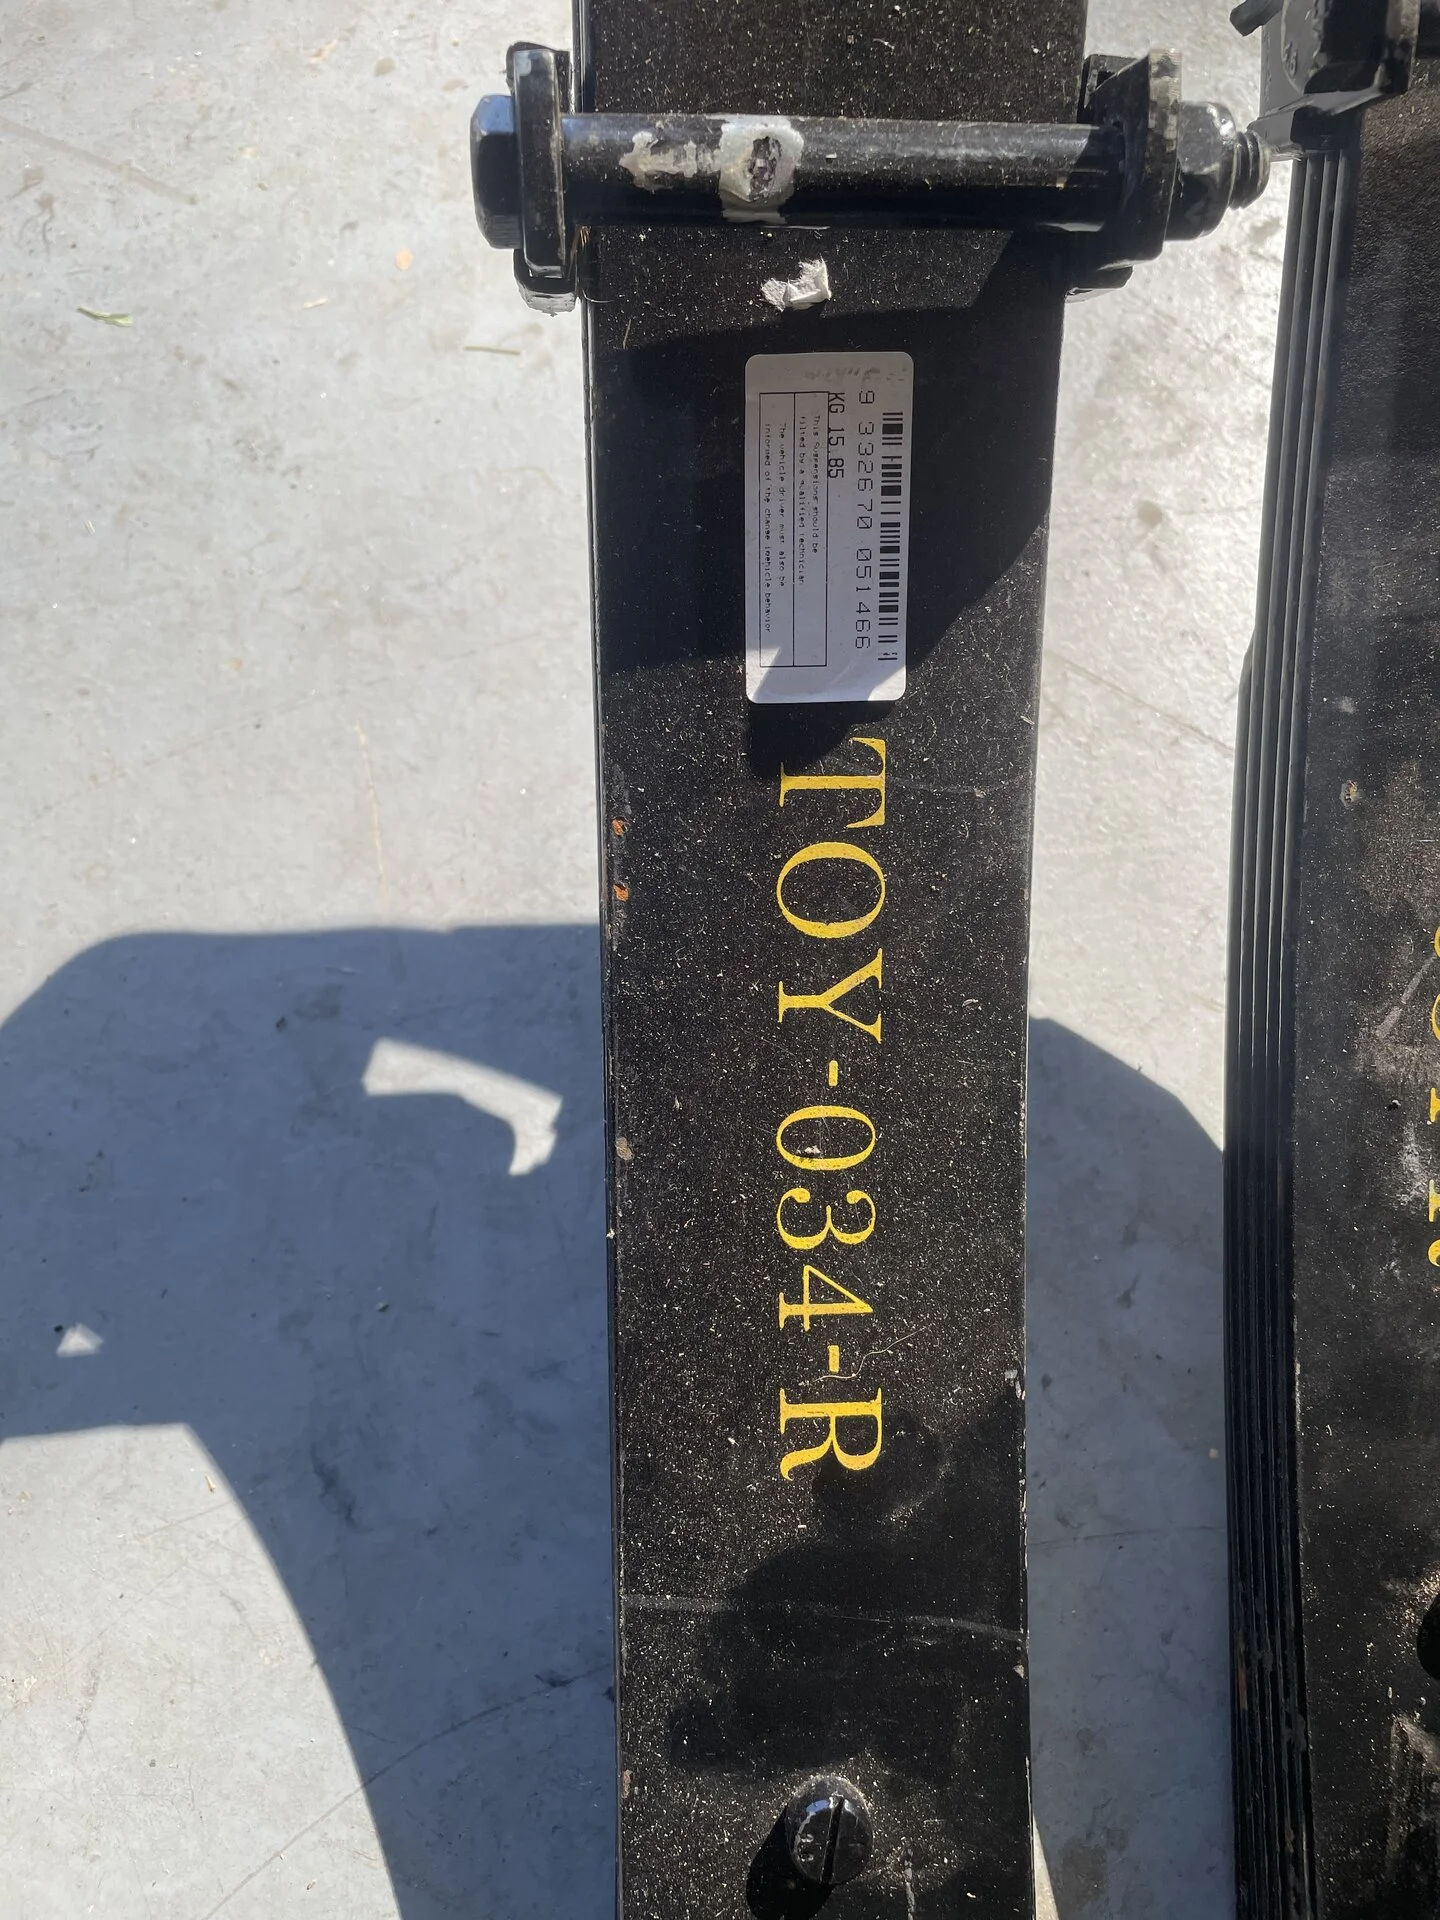 9 332670 051466
KG 15.85
This Suspensions should be
fitted by a qualified technician
The vehicle driver must also be
informed of the change vehicle behavior
TOY-034-R